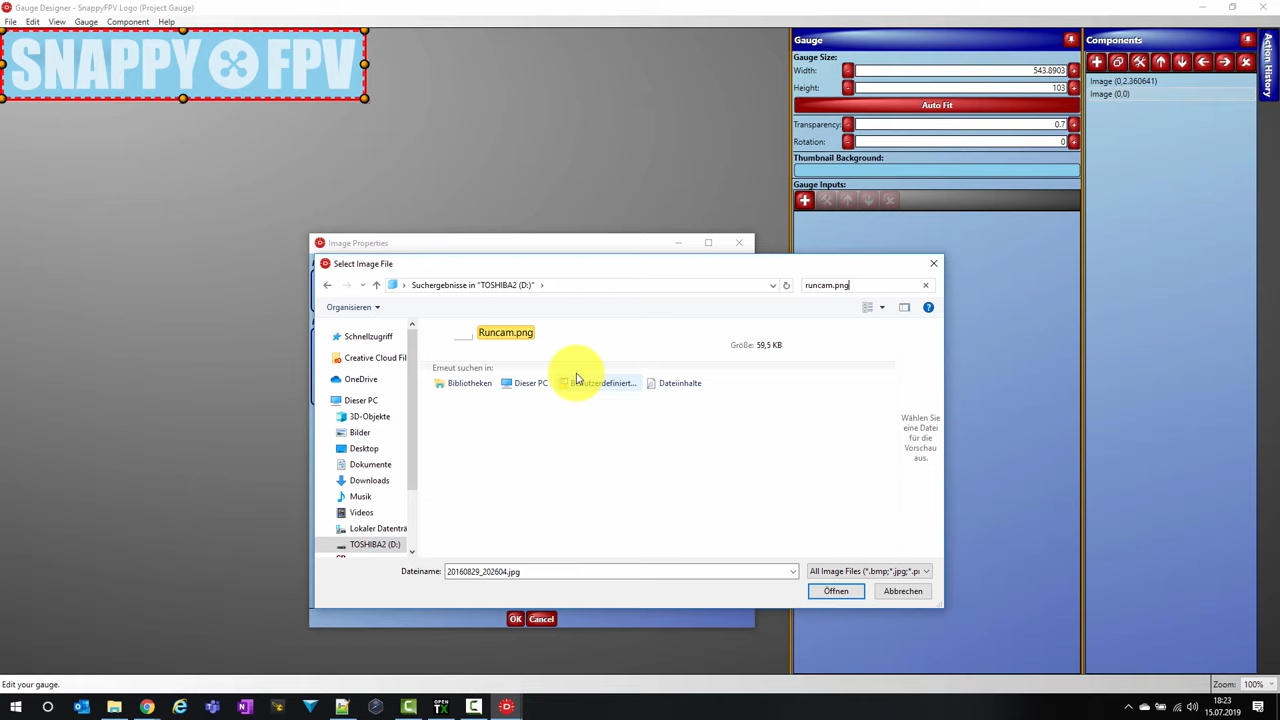 Gauge Designer - SnappyFPV Logo (Project Gauge)
File Edit View Gauge Component Help
SNAPPY FPV
Gauge
Gauge Size:
Width: 543.8903
Height: 103
Auto Fit
Transparency: 0.7
Rotation: 0
Thumbnail Background:
Gauge Inputs:
Components
Image (0,2.360641)
Image (0,0)
Action History
Image Properties
Select Image File
Suchergebnisse in "TOSHIBA2 (D:)"
runcam.png
Organisieren
Schnellzugriff
Creative Cloud Fil
OneDrive
Dieser PC
3D-Objekte
Bilder
Desktop
Dokumente
Downloads
Musik
Videos
Lokaler Datenträ
TOSHIBA2 (D:)
Runcam.png
Größe: 59,5 KB
Erneut suchen in:
Bibliotheken Dieser PC Benutzerdefiniert... Dateiinhalte
Wählen Sie
eine Datei
für die
Vorschau
aus.
Dateiname: 20160829_202604.jpg
All Image Files (*.bmp;*.jpg;*.p
Öffnen Abbrechen
OK Cancel
Edit your gauge.
Zoom: 100%
OPEN
TX
18:23
15.07.2019